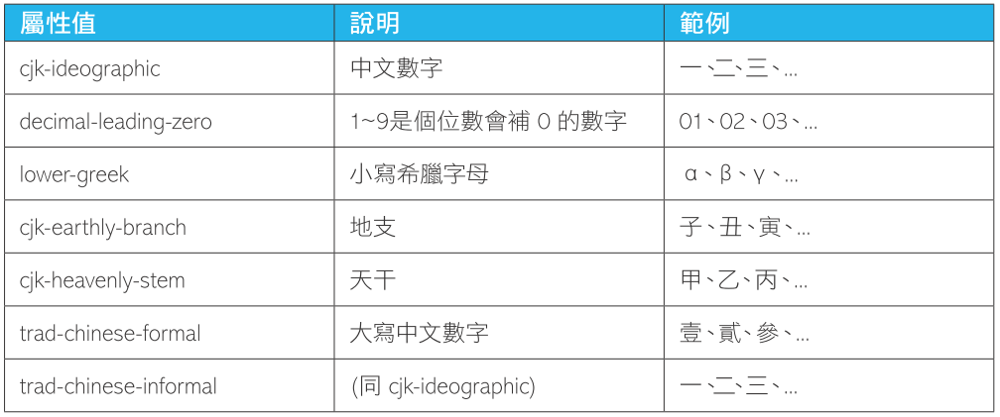 屬性值 說明 範例
cjk-ideographic 中文數字 一、二、三、...
decimal-leading-zero 1~9是個位數會補 0 的數字 01、02、03、...
lower-greek 小寫希臘字母 α、β、γ、...
cjk-earthly-branch 地支 子、丑、寅、...
cjk-heavenly-stem 天干 甲、乙、丙、...
trad-chinese-formal 大寫中文數字 壹、貳、參、...
trad-chinese-informal (同 cjk-ideographic) 一、二、三、...